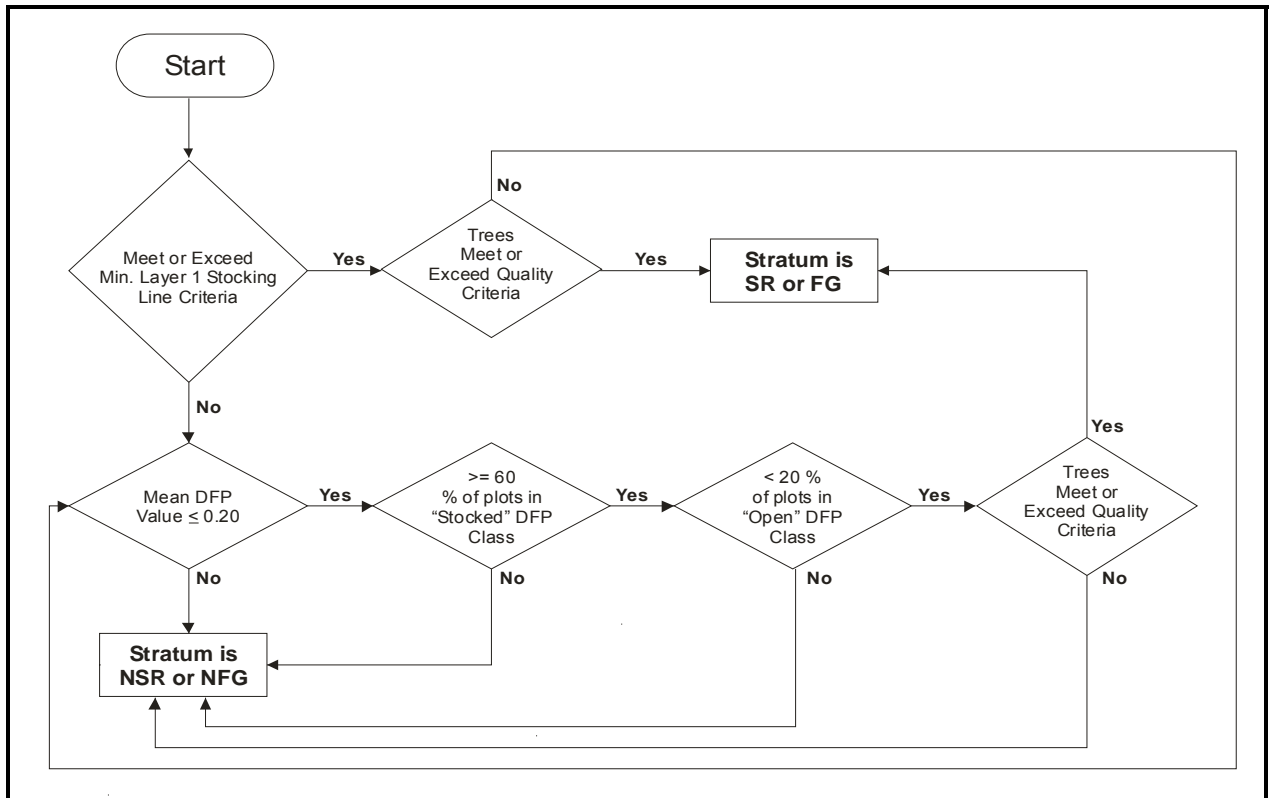 Start
No
Meet or Exceed
Min. Layer 1 Stocking
Line Criteria
Yes
Trees
Meet or
Exceed Quality
Criteria
Yes
Stratum is
SR or FG
No
Yes
Mean DFP
Value ≤ 0.20
Yes
>= 60
% of plots in
“Stocked” DFP
Class
Yes
< 20 %
of plots in
“Open” DFP
Class
Yes
Trees
Meet or
Exceed Quality
Criteria
No
No
No
No
Stratum is
NSR or NFG